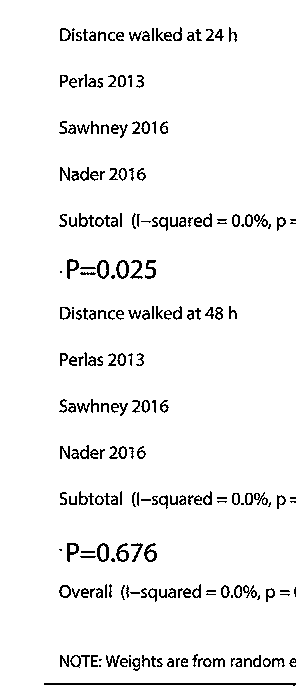 Distance walked at 24 h
Perlas 2013
Sawhney 2016
Nader 2016
Subtotal (I−squared = 0.0%, p =
P=0.025
Distance walked at 48 h
Perlas 2013
Sawhney 2016
Nader 2016
Subtotal (I−squared = 0.0%, p =
P=0.676
Overall (I−squared = 0.0%, p =
NOTE: Weights are from random e